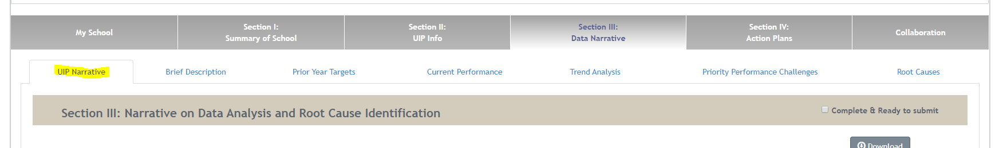 My School
Section I:
Summary of School
Section II:
UIP Info
Section III:
Data Narrative
Section IV:
Action Plans
Collaboration
UIP Narrative
Brief Description
Prior Year Targets
Current Performance
Trend Analysis
Priority Performance Challenges
Root Causes
Section III: Narrative on Data Analysis and Root Cause Identification
Complete & Ready to submit
Download